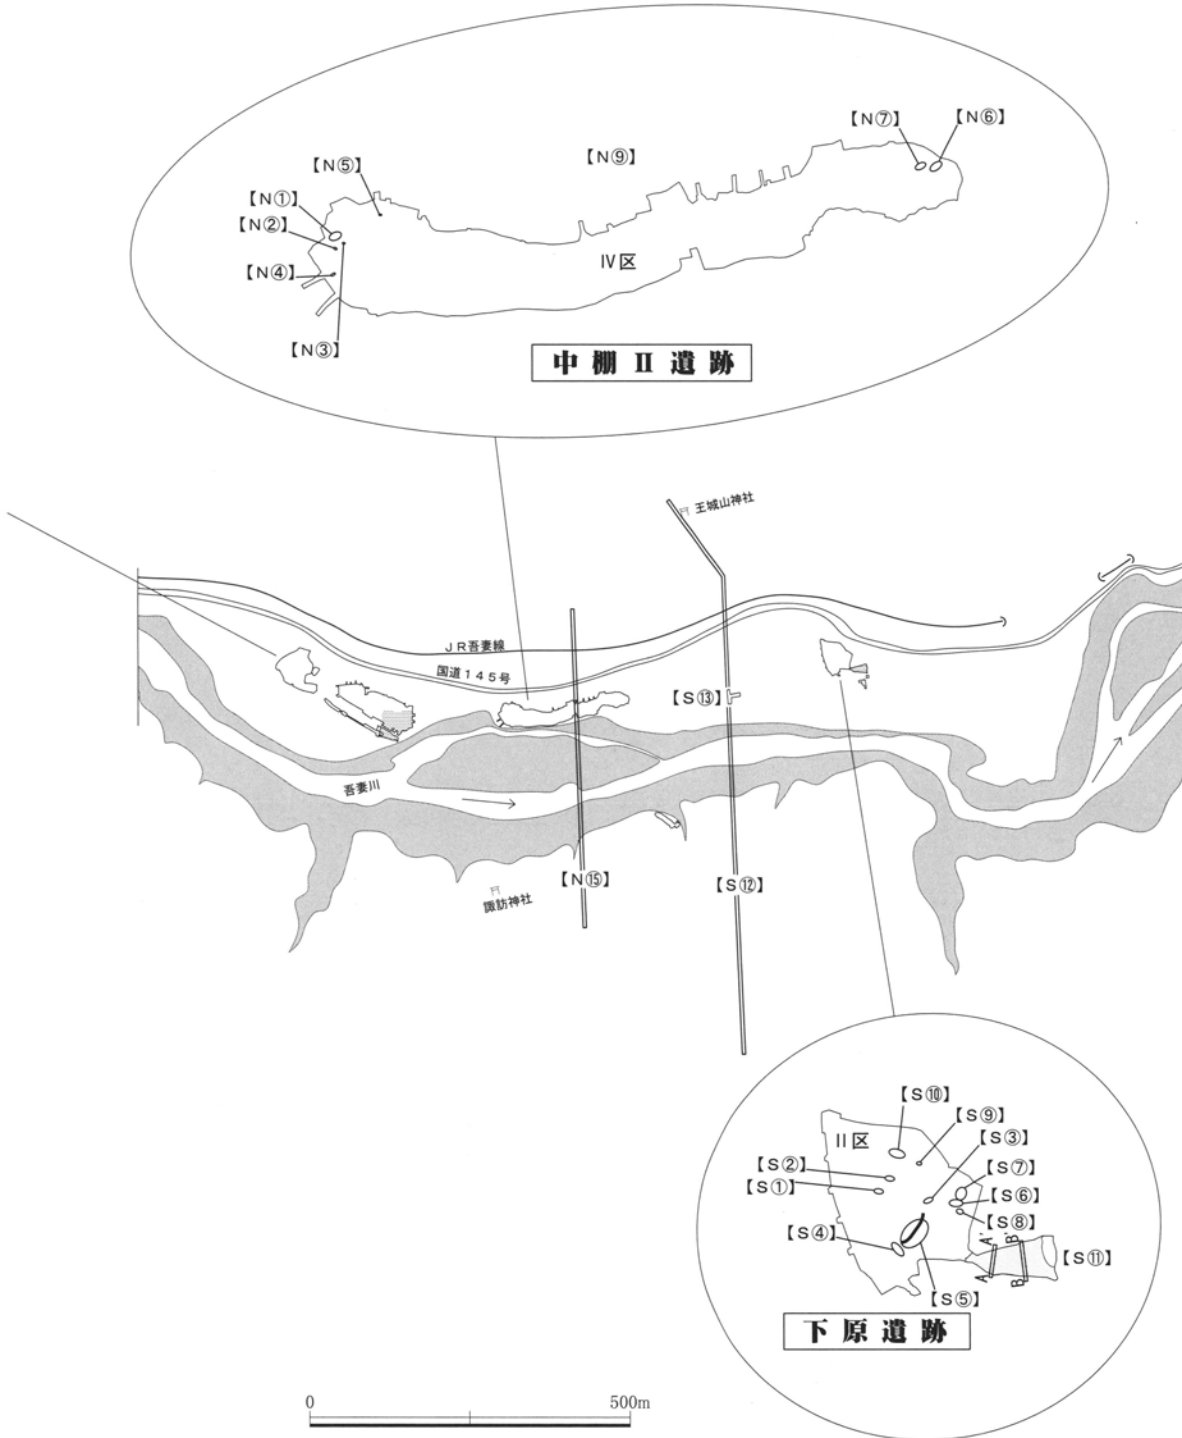 【N⑦】
【N⑥】
【N⑨】
【N⑤】
【N①】
【N②】
【N④】
【N③】
Ⅳ区
中棚Ⅱ遺跡
王城山神社
JR吾妻線
国道145号
【S⑬】
吾妻川
【N⑮】
【S⑫】
諏訪神社
【S⑩】
【S⑨】
Ⅱ区
【S③】
【S②】
【S⑦】
【S①】
【S⑥】
【S⑧】
【S④】
A'
B'
【S⑪】
A
B
【S⑤】
下原遺跡
0
500m